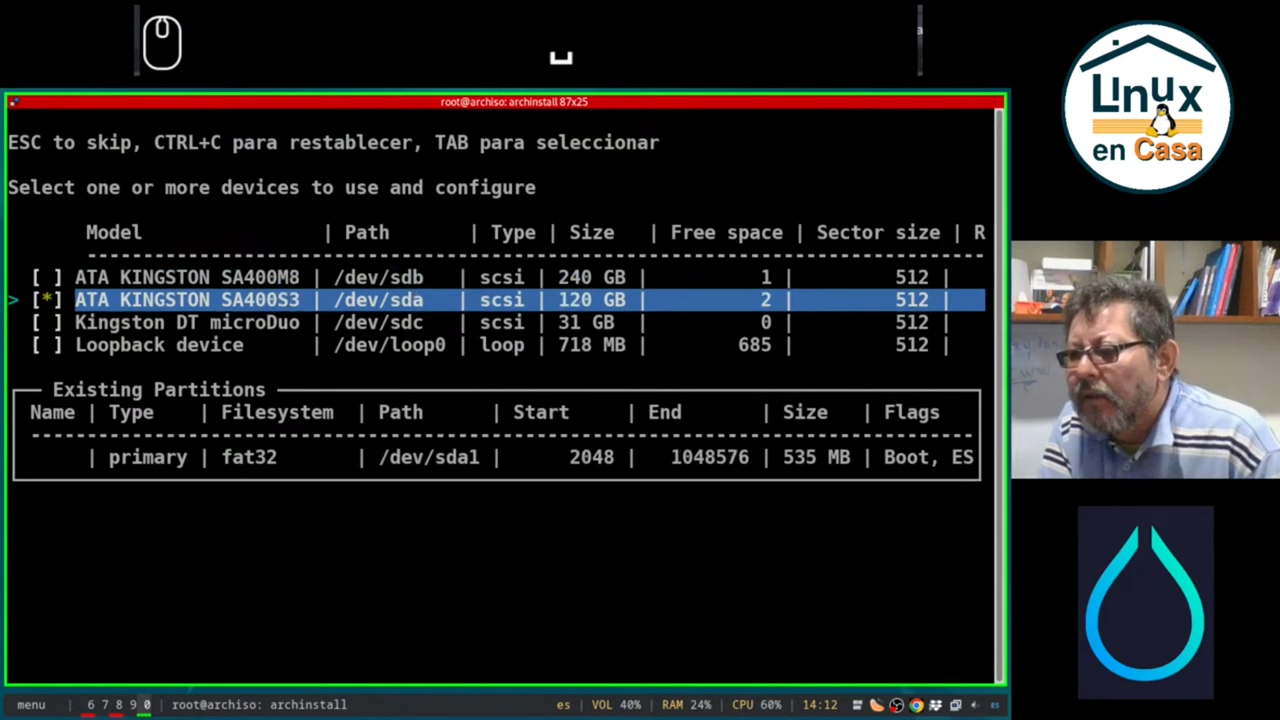 root@archiso: archinstall 87x25
ESC to skip, CTRL+C para restablecer, TAB para seleccionar
Select one or more devices to use and configure
Model | Path | Type | Size | Free space | Sector size | R
[ ] ATA KINGSTON SA400M8 | /dev/sdb | scsi | 240 GB | 1 | 512 |
> [*] ATA KINGSTON SA400S3 | /dev/sda | scsi | 120 GB | 2 | 512 |
[ ] Kingston DT microDuo | /dev/sdc | scsi | 31 GB | 0 | 512 |
[ ] Loopback device | /dev/loop0 | loop | 718 MB | 685 | 512 |
Existing Partitions
Name | Type | Filesystem | Path | Start | End | Size | Flags
| primary | fat32 | /dev/sda1 | 2048 | 1048576 | 535 MB | Boot, ES
menu 6 7 8 9 0 root@archiso: archinstall es VOL 40% RAM 24% CPU 60% 14:12 ES
Linux
en Casa